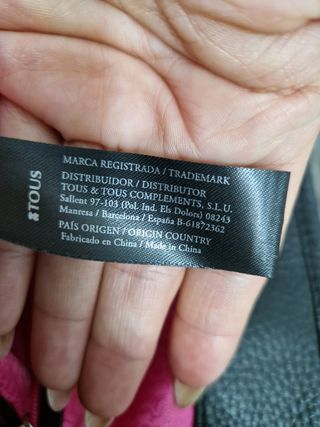 TOUS
MARCA REGISTRADA / TRADEMARK
DISTRIBUIDOR / DISTRIBUTOR
TOUS & TOUS COMPLEMENTS, S.L.U.
Sallent 97-103 (Pol. Ind. Els Dolors) 08243
Manresa / Barcelona / España B-61872362
PAÍS ORIGEN / ORIGIN COUNTRY
Fabricado en China / Made in China